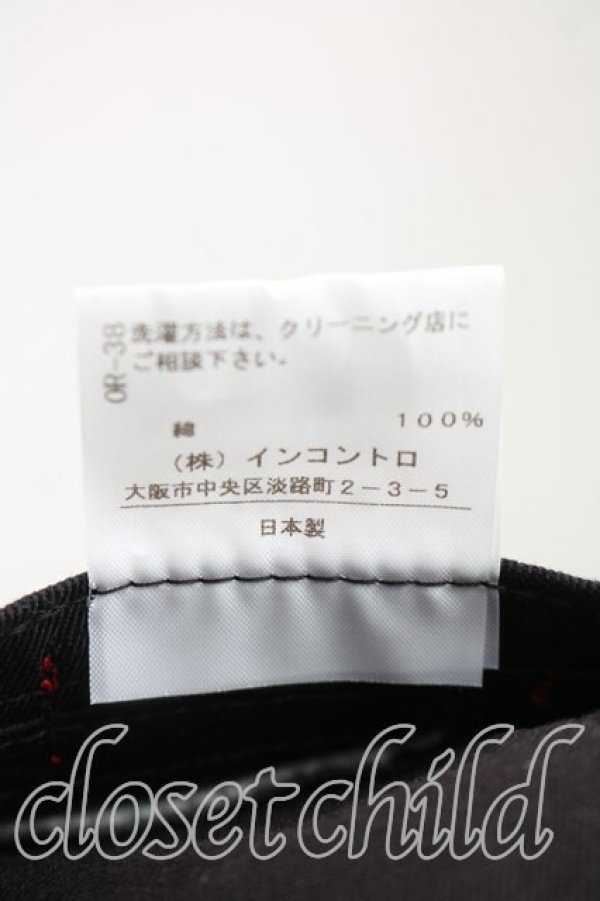 OR-38
洗濯方法は、クリーニング店に
ご相談下さい。
綿 100%
(株) インコントロ
大阪市中央区淡路町2-3-5
日本製
closet child